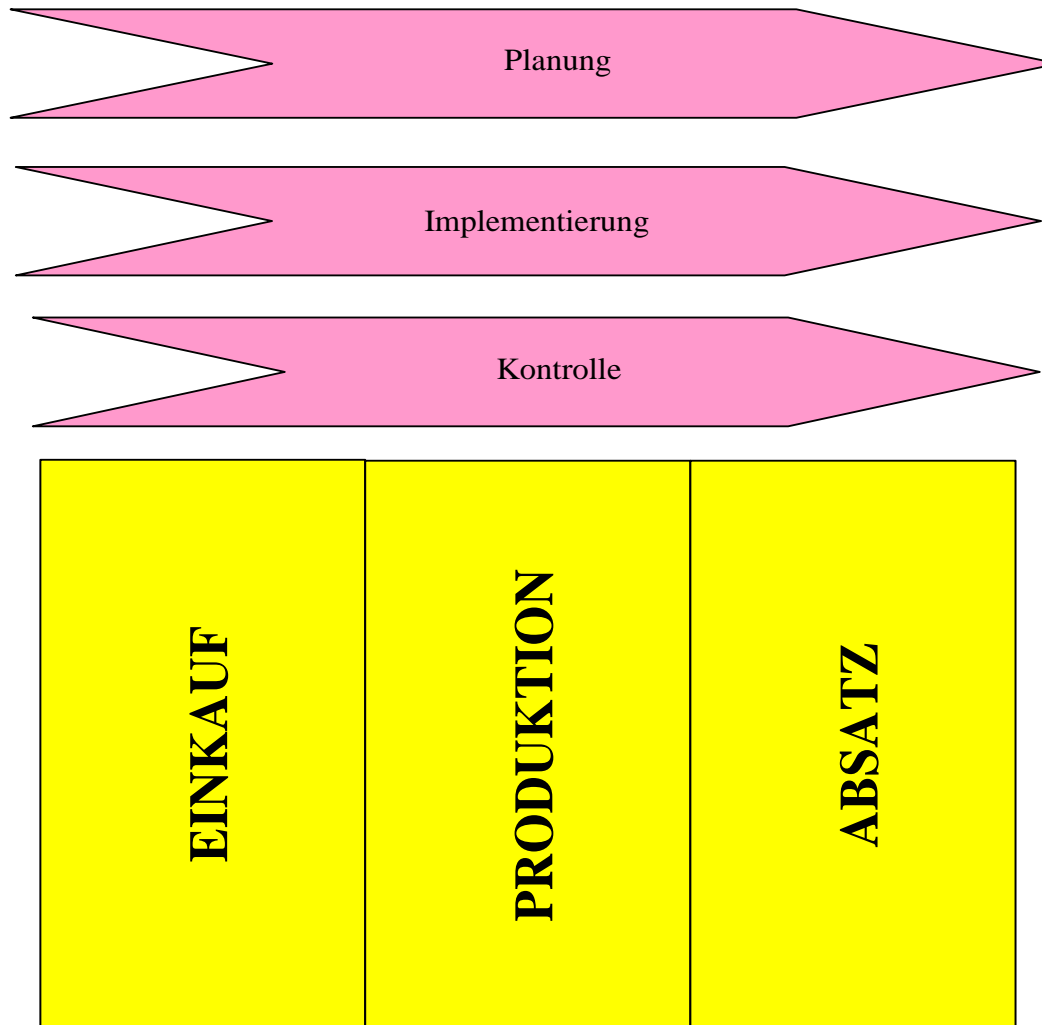 Planung
Implementierung
Kontrolle
EINKAUF
PRODUKTION
ABSATZ